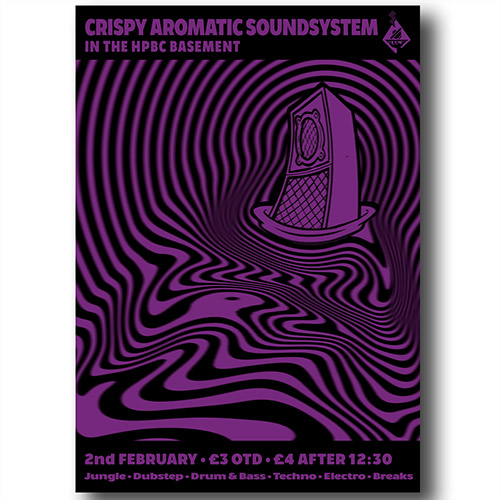 CRISPY AROMATIC SOUNDSYSTEM
IN THE HPBC BASEMENT
2nd FEBRUARY • £3 OTD • £4 AFTER 12:30
Jungle • Dubstep • Drum & Bass • Techno • Electro • Breaks